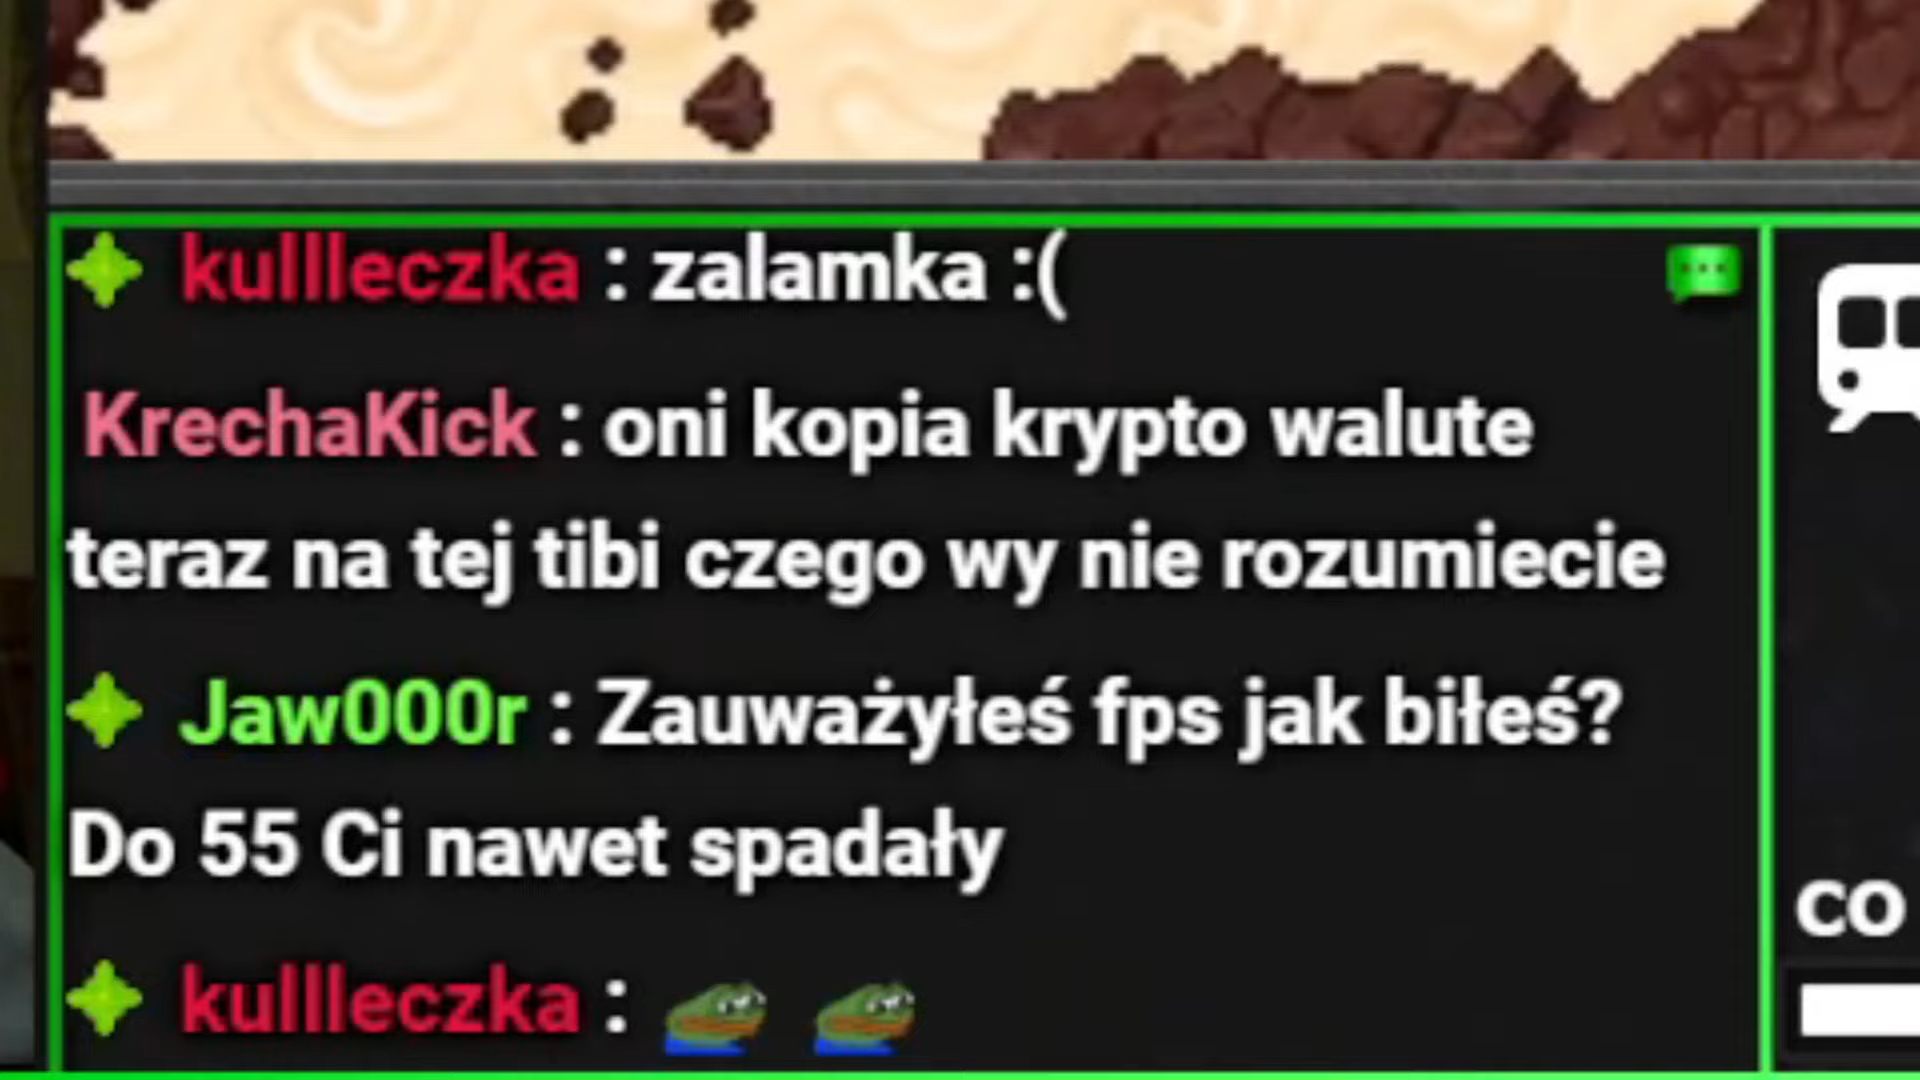 kullleczka : zalamka :(
KrechaKick : oni kopia krypto walute
teraz na tej tibi czego wy nie rozumiecie
Jaw000r : Zauważyłeś fps jak biłeś?
Do 55 Ci nawet spadały
kullleczka :
co